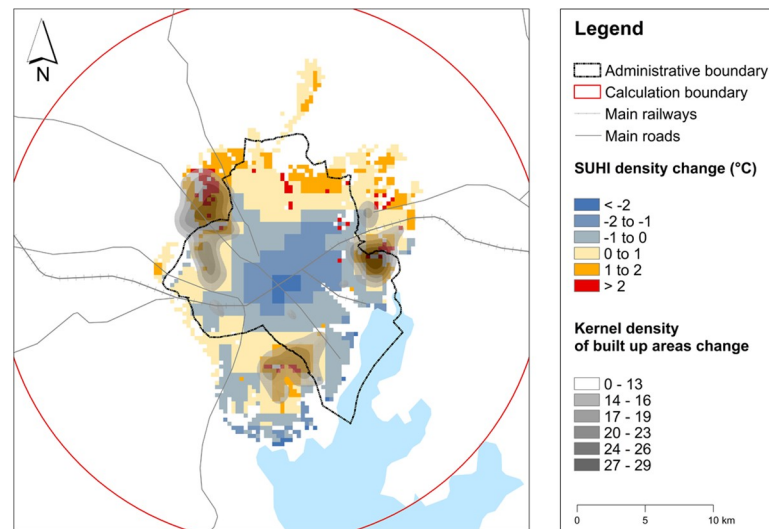 N
Legend
Administrative boundary
Calculation boundary
Main railways
Main roads
SUHI density change (°C)
< -2
-2 to -1
-1 to 0
0 to 1
1 to 2
> 2
Kernel density
of built up areas change
0 - 13
14 - 16
17 - 19
20 - 23
24 - 26
27 - 29
0 5 10 km